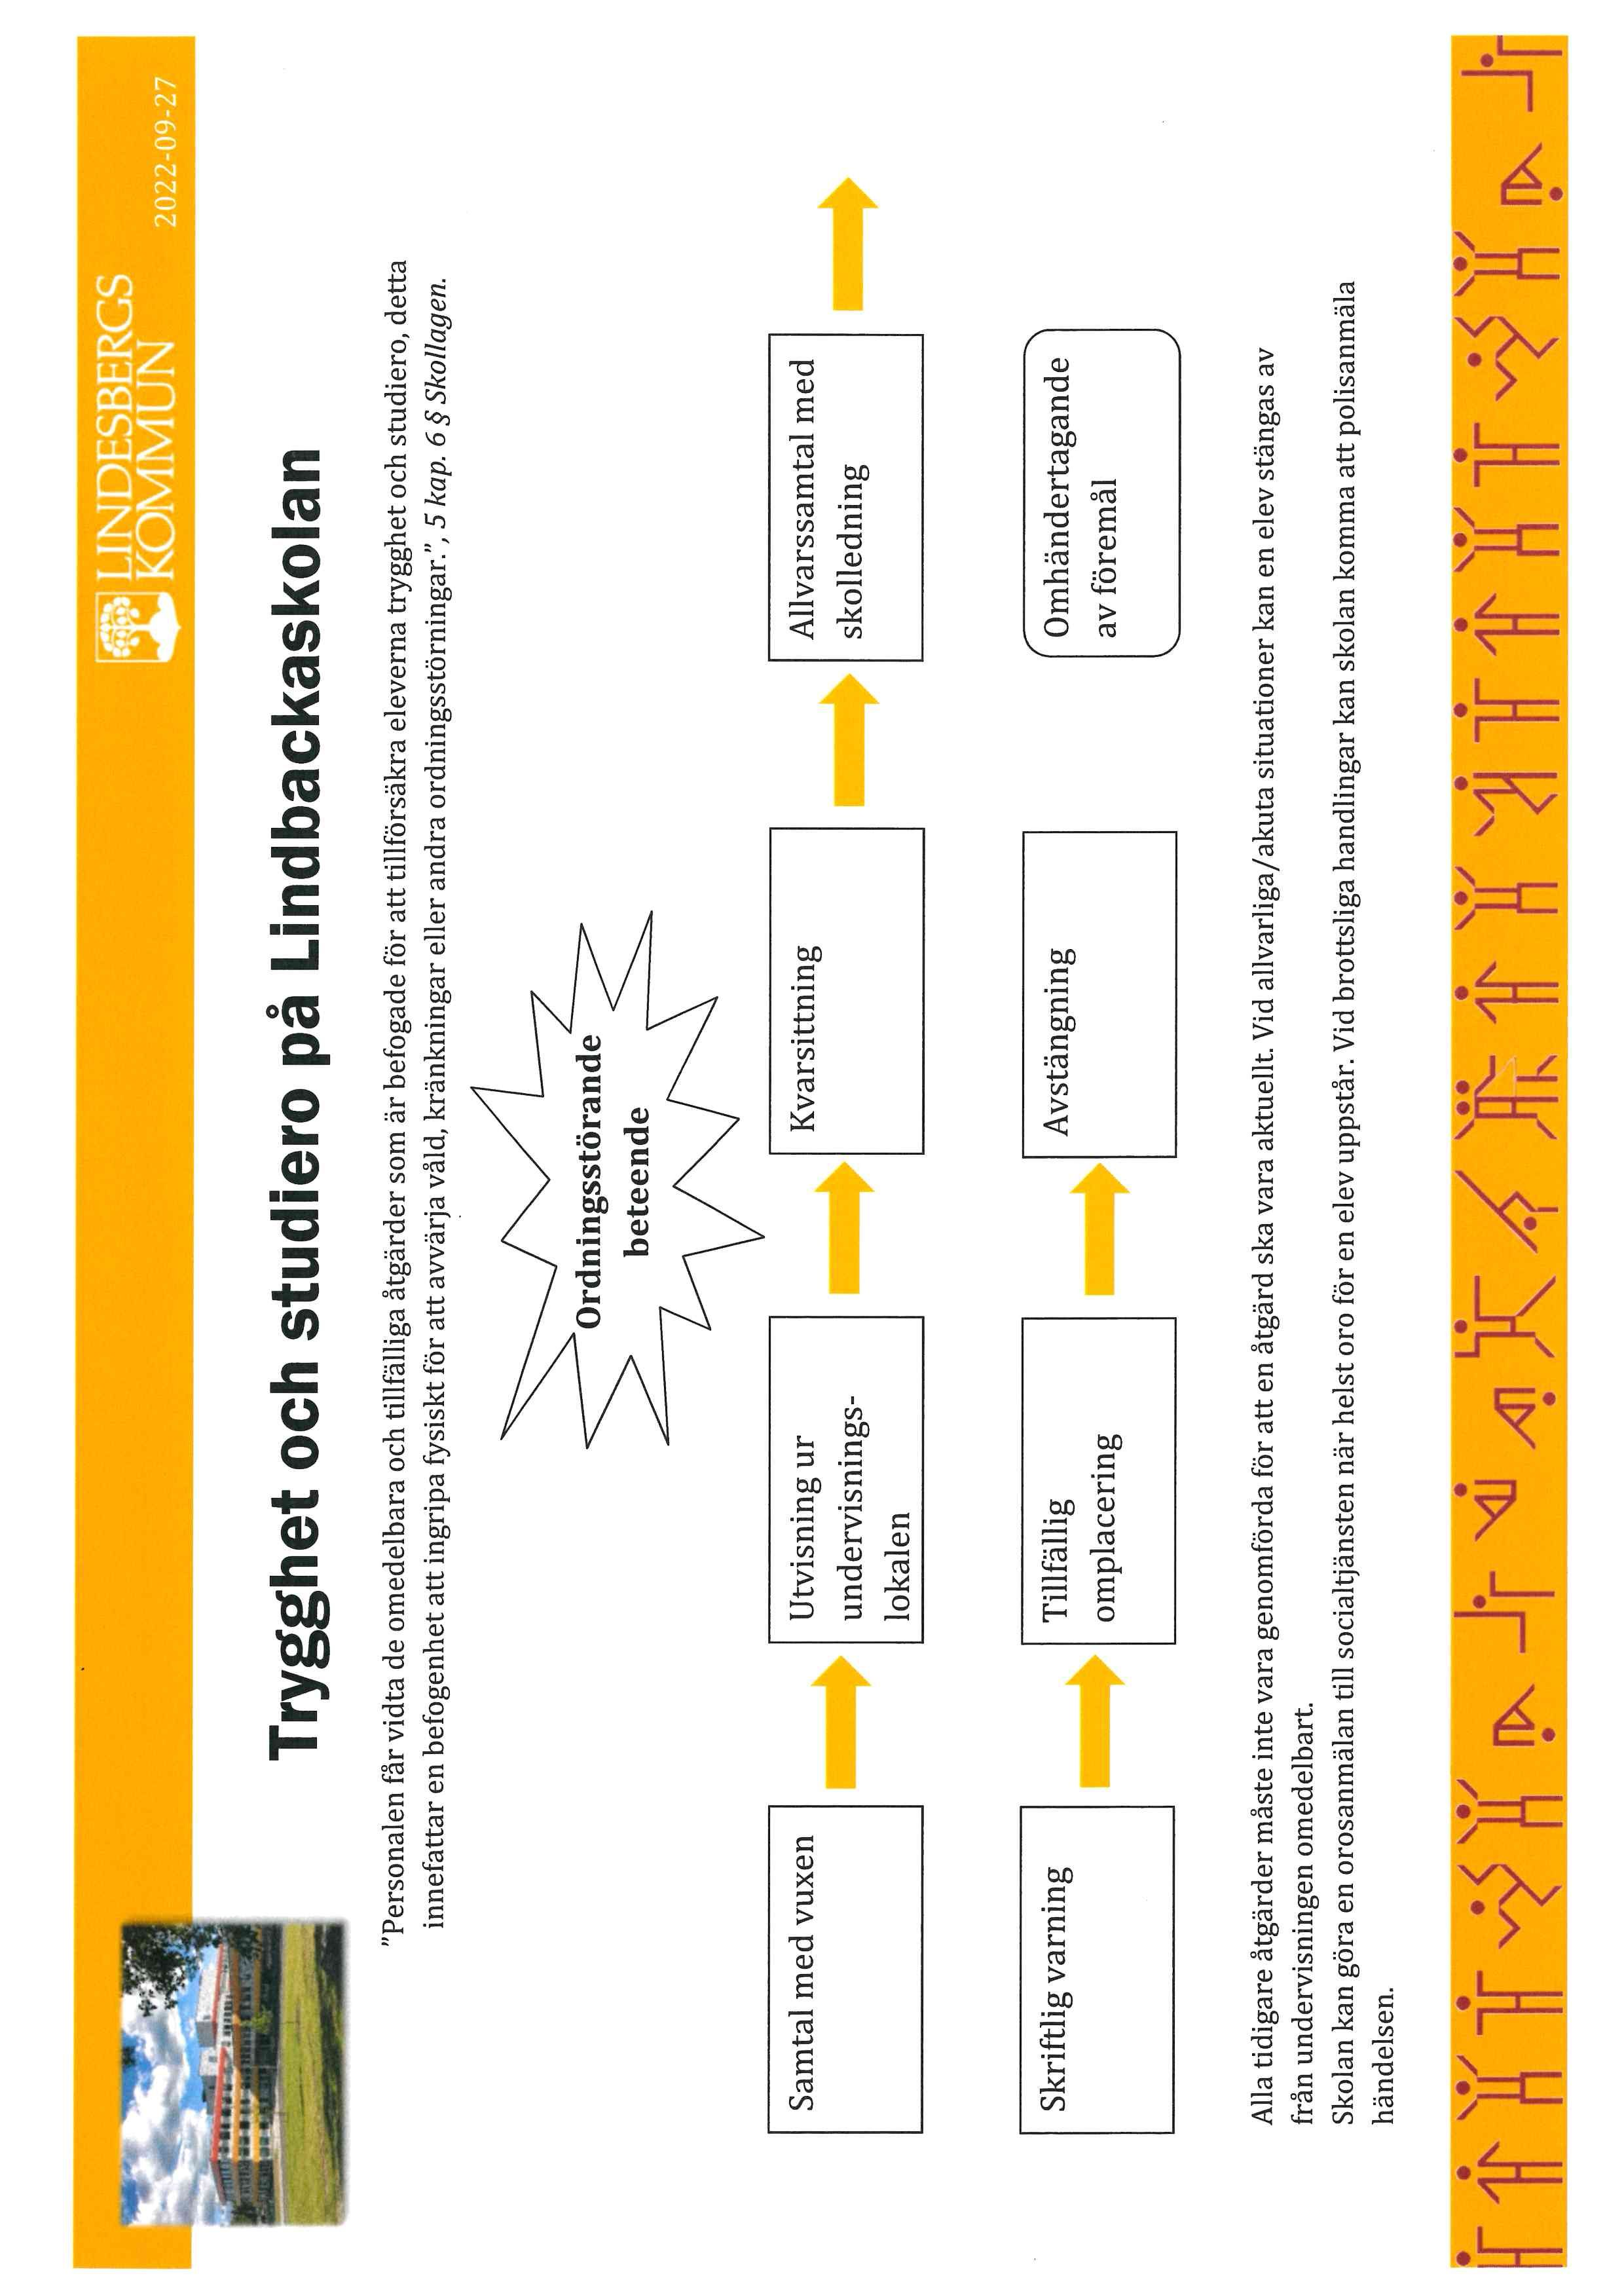 LINDESBERGS
KOMMUN
2022-09-27
Trygghet och studiero på Lindbackaskolan
”Personalen får vidta de omedelbara och tillfälliga åtgärder som är befogade för att tillförsäkra eleverna trygghet och studiero, detta
innefattar en befogenhet att ingripa fysiskt för att avvärja våld, kränkningar eller andra ordningsstörningar.”, 5 kap. 6 § Skollagen.
Ordningsstörande
beteende
Samtal med vuxen
Utvisning ur
undervisnings-
lokalen
Kvarsittning
Allvarssamtal med
skolledning
Skriftlig varning
Tillfällig
omplacering
Avstängning
Omhändertagande
av föremål
Alla tidigare åtgärder måste inte vara genomförda för att en åtgärd ska vara aktuellt. Vid allvarliga/akuta situationer kan en elev stängas av
från undervisningen omedelbart.
Skolan kan göra en orosanmälan till socialtjänsten när helst oro för en elev uppstår. Vid brottsliga handlingar kan skolan komma att polisanmäla
händelsen.